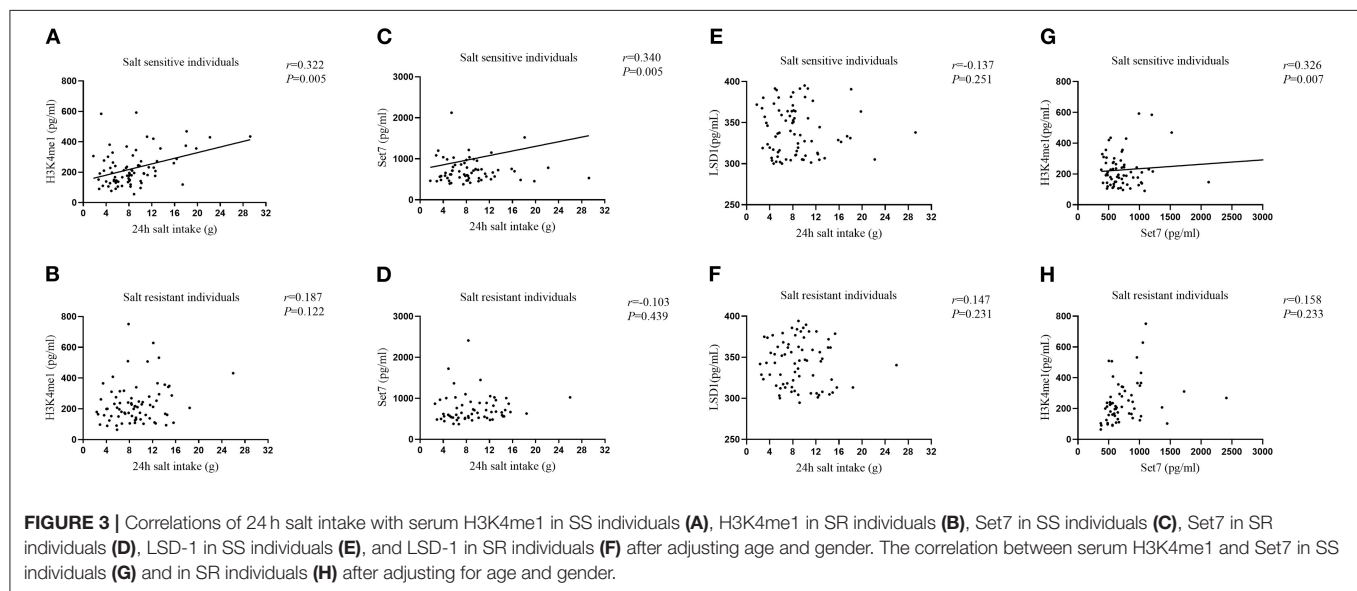 A
Salt sensitive individuals
r=0.322
P=0.005
H3K4me1 (pg/ml)
800
600
400
200
0
0 4 8 12 16 20 24 28 32
24h salt intake (g)
C
Salt sensitive individuals
r=0.340
P=0.005
Set7 (pg/ml)
3000
2000
1000
0
0 4 8 12 16 20 24 28 32
24h salt intake (g)
E
Salt sensitive individuals
r=-0.137
P=0.251
LSD1(pg/mL)
400
350
300
250
0 4 8 12 16 20 24 28 32
24h salt intake (g)
G
Salt sensitive individuals
r=0.326
P=0.007
H3K4me1(pg/mL)
800
600
400
200
0
0 500 1000 1500 2000 2500 3000
Set7 (pg/ml)
B
Salt resistant individuals
r=0.187
P=0.122
H3K4me1 (pg/ml)
800
600
400
200
0
0 4 8 12 16 20 24 28 32
24h salt intake (g)
D
Salt resistant individuals
r=-0.103
P=0.439
Set7 (pg/ml)
3000
2000
1000
0
0 4 8 12 16 20 24 28 32
24h salt intake (g)
F
Salt resistant individuals
r=0.147
P=0.231
LSD1(pg/mL)
400
350
300
250
0 4 8 12 16 20 24 28 32
24h salt intake (g)
H
Salt resistant individuals
r=0.158
P=0.233
H3K4me1(pg/mL)
800
600
400
200
0
0 500 1000 1500 2000 2500 3000
Set7 (pg/ml)
FIGURE 3 | Correlations of 24 h salt intake with serum H3K4me1 in SS individuals (A), H3K4me1 in SR individuals (B), Set7 in SS individuals (C), Set7 in SR
individuals (D), LSD-1 in SS individuals (E), and LSD-1 in SR individuals (F) after adjusting age and gender. The correlation between serum H3K4me1 and Set7 in SS
individuals (G) and in SR individuals (H) after adjusting for age and gender.